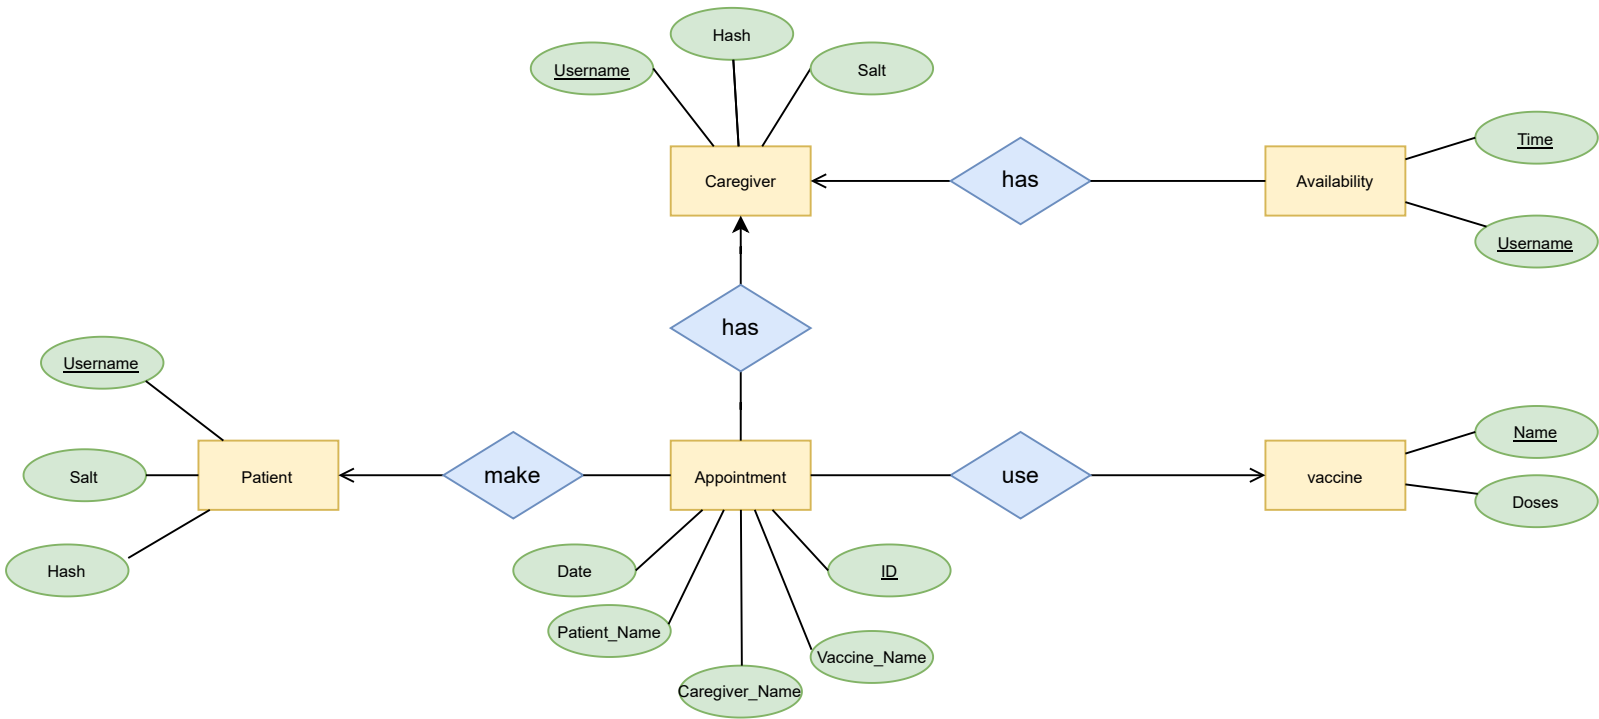 Hash
Username
Salt
Time
Caregiver
has
Availability
Username
has
Username
Name
Salt
Patient
make
Appointment
use
vaccine
Doses
Hash
Date
ID
Patient_Name
Vaccine_Name
Caregiver_Name